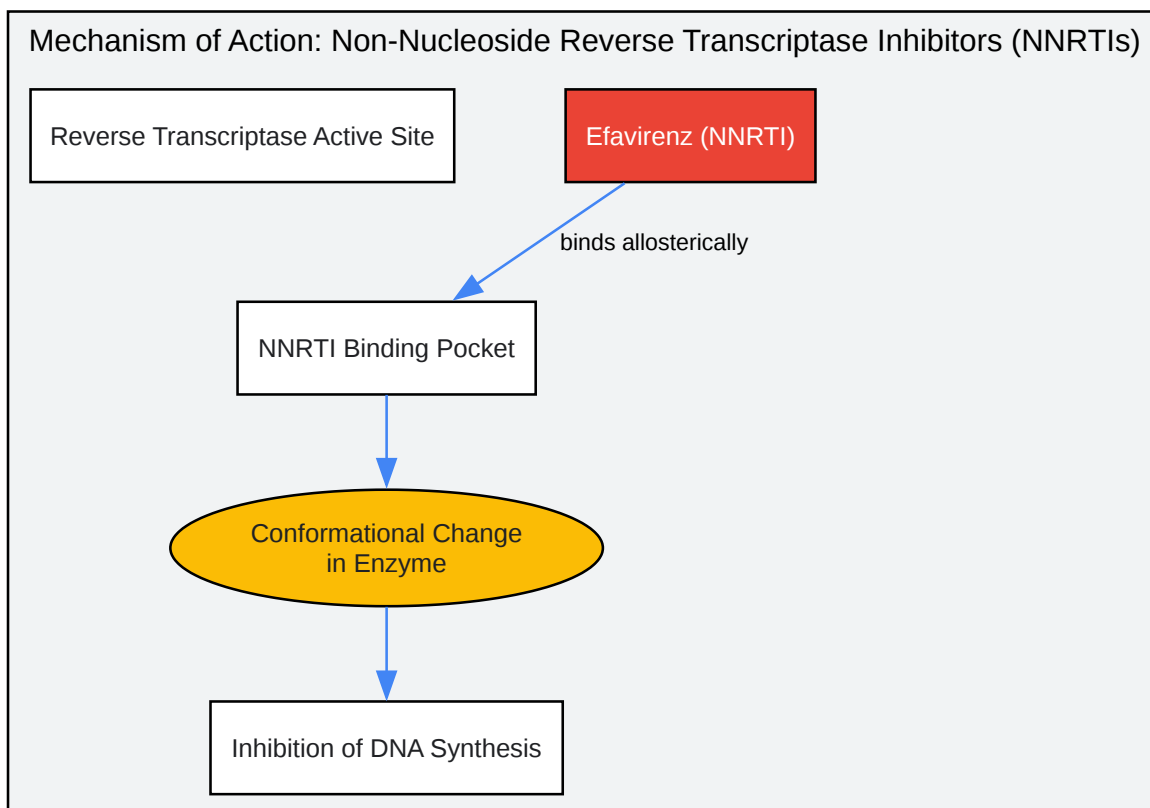 Mechanism of Action: Non-Nucleoside Reverse Transcriptase Inhibitors (NNRTIs)
Reverse Transcriptase Active Site
Efavirenz (NNRTI)
binds allosterically
NNRTI Binding Pocket
Conformational Change
in Enzyme
Inhibition of DNA Synthesis